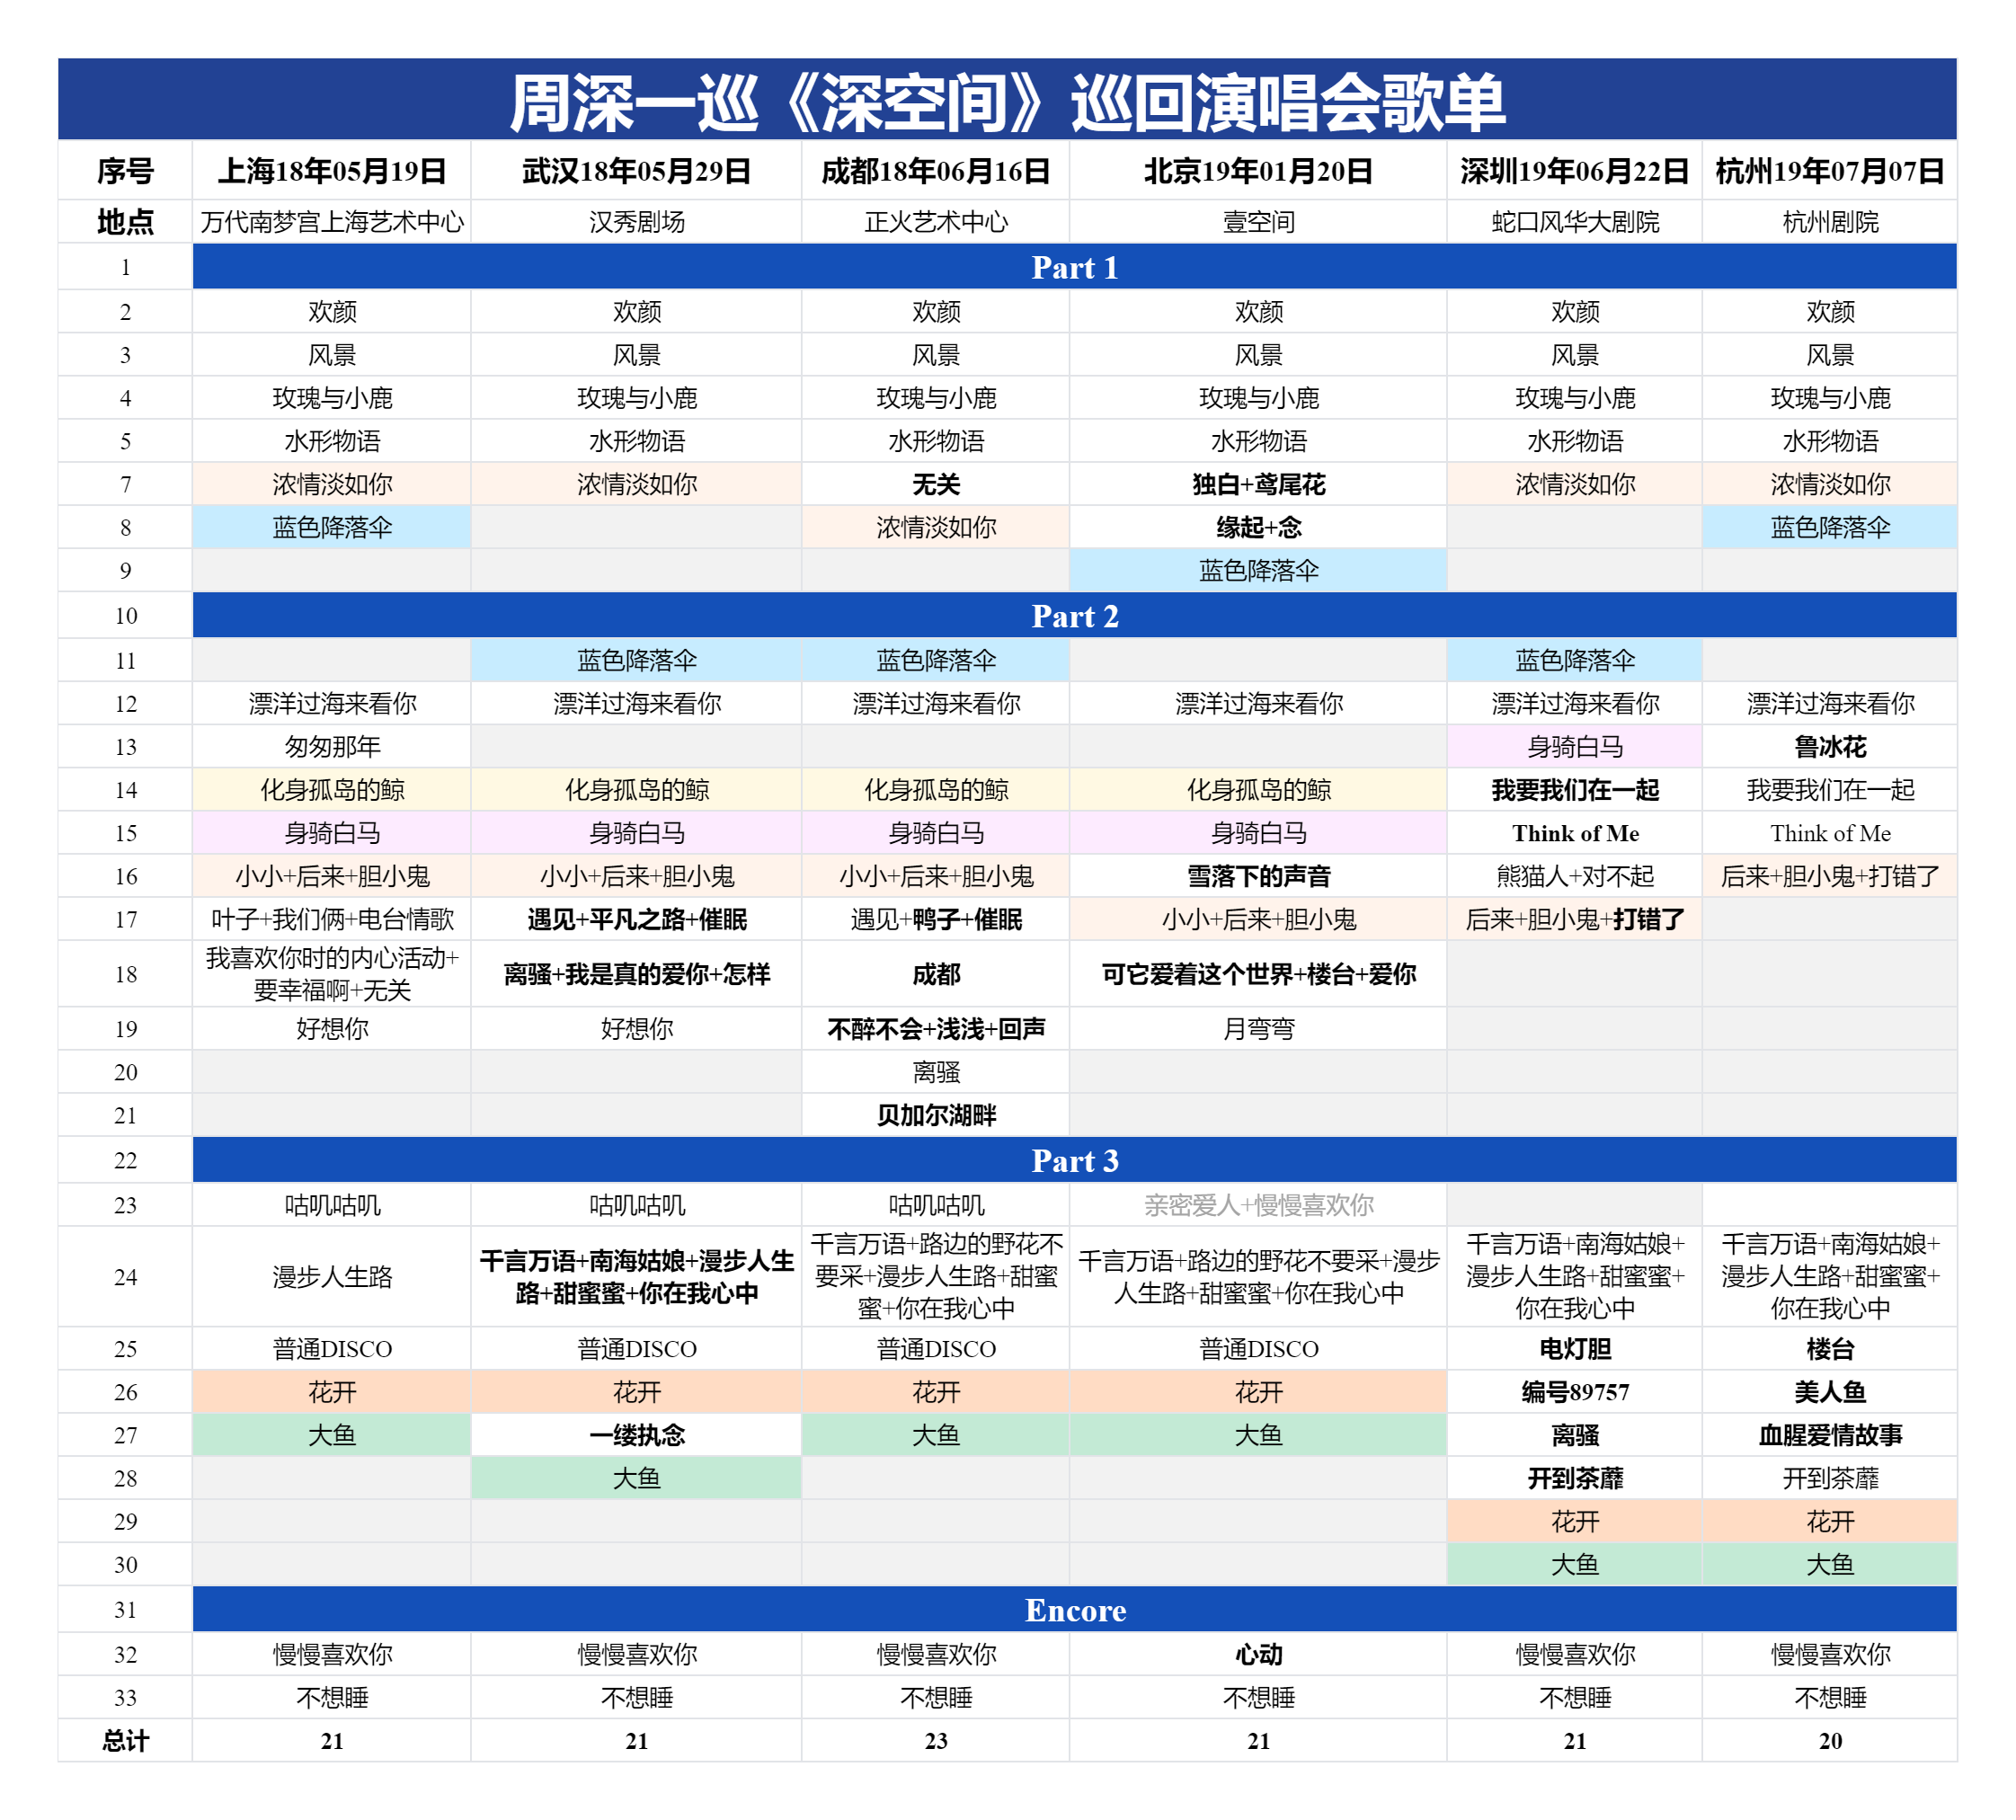 周深一巡《深空间》巡回演唱会歌单
序号 上海18年05月19日 武汉18年05月29日 成都18年06月16日 北京19年01月20日 深圳19年06月22日 杭州19年07月07日
地点 万代南梦宫上海艺术中心 汉秀剧场 正火艺术中心 壹空间 蛇口风华大剧院 杭州剧院
1 Part 1
2 欢颜 欢颜 欢颜 欢颜 欢颜 欢颜
3 风景 风景 风景 风景 风景 风景
4 玫瑰与小鹿 玫瑰与小鹿 玫瑰与小鹿 玫瑰与小鹿 玫瑰与小鹿 玫瑰与小鹿
5 水形物语 水形物语 水形物语 水形物语 水形物语 水形物语
7 浓情淡如你 浓情淡如你 无关 独白+鸢尾花 浓情淡如你 浓情淡如你
8 蓝色降落伞 浓情淡如你 缘起+念 蓝色降落伞
9 蓝色降落伞
10 Part 2
11 蓝色降落伞 蓝色降落伞 蓝色降落伞
12 漂洋过海来看你 漂洋过海来看你 漂洋过海来看你 漂洋过海来看你 漂洋过海来看你 漂洋过海来看你
13 匆匆那年 身骑白马 鲁冰花
14 化身孤岛的鲸 化身孤岛的鲸 化身孤岛的鲸 化身孤岛的鲸 我要我们在一起 我要我们在一起
15 身骑白马 身骑白马 身骑白马 身骑白马 Think of Me Think of Me
16 小小+后来+胆小鬼 小小+后来+胆小鬼 小小+后来+胆小鬼 雪落下的声音 熊猫人+对不起 后来+胆小鬼+打错了
17 叶子+我们俩+电台情歌 遇见+平凡之路+催眠 遇见+鸭子+催眠 小小+后来+胆小鬼 后来+胆小鬼+打错了
18 我喜欢你时的内心活动+
要幸福啊+无关 离骚+我是真的爱你+怎样 成都 可它爱着这个世界+楼台+爱你
19 好想你 好想你 不醉不会+浅浅+回声 月弯弯
20 离骚
21 贝加尔湖畔
22 Part 3
23 咕叽咕叽 咕叽咕叽 咕叽咕叽 亲密爱人+慢慢喜欢你
24 漫步人生路 千言万语+南海姑娘+漫步人生
路+甜蜜蜜+你在我心中 千言万语+路边的野花不
要采+漫步人生路+甜蜜
蜜+你在我心中 千言万语+路边的野花不要采+漫步
人生路+甜蜜蜜+你在我心中 千言万语+南海姑娘+
漫步人生路+甜蜜蜜+
你在我心中 千言万语+南海姑娘+
漫步人生路+甜蜜蜜+
你在我心中
25 普通DISCO 普通DISCO 普通DISCO 普通DISCO 电灯胆 楼台
26 花开 花开 花开 花开 编号89757 美人鱼
27 大鱼 一缕执念 大鱼 大鱼 离骚 血腥爱情故事
28 大鱼 开到荼蘼 开到荼蘼
29 花开 花开
30 大鱼 大鱼
31 Encore
32 慢慢喜欢你 慢慢喜欢你 慢慢喜欢你 心动 慢慢喜欢你 慢慢喜欢你
33 不想睡 不想睡 不想睡 不想睡 不想睡 不想睡
总计 21 21 23 21 21 20